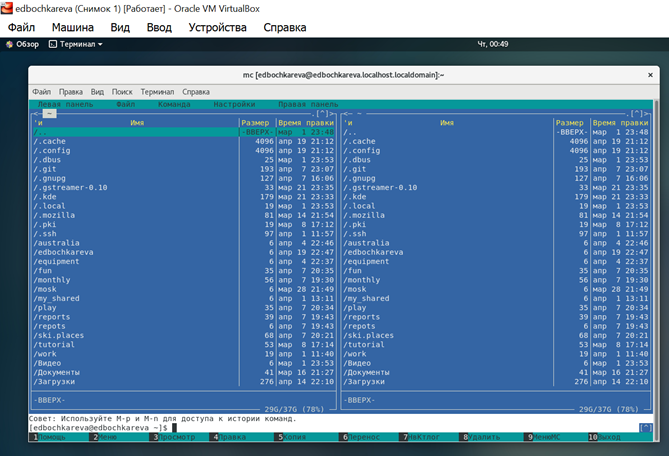 edbochkareva (Снимок 1) [Работает] - Oracle VM VirtualBox
Файл Машина Вид Ввод Устройства Справка
Обзор Терминал Чт, 00:49
mc [edbochkareva@edbochkareva.localhost.localdomain]:~ ×
Файл Правка Вид Поиск Терминал Справка
Левая панель Файл Команда Настройки Правая панель
<─ ~ .[^]> <─ ~ .[^]>
'и Имя Размер Время правки 'и Имя Размер Время правки
/.. -ВВЕРХ- мар 1 23:48 /.. -ВВЕРХ- мар 1 23:48
/.cache 4096 апр 19 21:12 /.cache 4096 апр 19 21:12
/.config 4096 апр 19 21:12 /.config 4096 апр 19 21:12
/.dbus 25 мар 1 23:53 /.dbus 25 мар 1 23:53
/.git 193 апр 7 23:07 /.git 193 апр 7 23:07
/.gnupg 127 апр 7 16:06 /.gnupg 127 апр 7 16:06
/.gstreamer-0.10 33 мар 21 23:35 /.gstreamer-0.10 33 мар 21 23:35
/.kde 179 мар 21 23:33 /.kde 179 мар 21 23:33
/.local 19 мар 1 23:53 /.local 19 мар 1 23:53
/.mozilla 81 мар 14 21:54 /.mozilla 81 мар 14 21:54
/.pki 19 мар 8 17:12 /.pki 19 мар 8 17:12
/.ssh 97 апр 1 11:57 /.ssh 97 апр 1 11:57
/australia 6 апр 4 22:46 /australia 6 апр 4 22:46
/edbochkareva 6 апр 19 22:47 /edbochkareva 6 апр 19 22:47
/equipment 6 апр 4 22:37 /equipment 6 апр 4 22:37
/fun 35 апр 7 20:35 /fun 35 апр 7 20:35
/monthly 56 апр 7 19:30 /monthly 56 апр 7 19:30
/mosk 6 мар 28 21:49 /mosk 6 мар 28 21:49
/my_shared 6 апр 1 13:11 /my_shared 6 апр 1 13:11
/play 35 апр 7 20:34 /play 35 апр 7 20:34
/reports 39 апр 7 19:43 /reports 39 апр 7 19:43
/repots 6 апр 7 19:43 /repots 6 апр 7 19:43
/ski.places 68 апр 7 20:21 /ski.places 68 апр 7 20:21
/tutorial 53 мар 8 17:14 /tutorial 53 мар 8 17:14
/work 19 апр 1 11:40 /work 19 апр 1 11:40
/Видео 6 мар 1 23:53 /Видео 6 мар 1 23:53
/Документы 41 мар 16 21:27 /Документы 41 мар 16 21:27
/Загрузки 276 апр 14 22:10 /Загрузки 276 апр 14 22:10
-ВВЕРХ- -ВВЕРХ-
29G/37G (78%) 29G/37G (78%)
Совет: Используйте M-p и M-n для доступа к истории команд.
[edbochkareva@edbochkareva ~]$ [^]
1Помощь 2Меню 3Просмотр 4Правка 5Копия 6Перенос 7НвКтлог 8Удалить 9МенюMC 10Выход